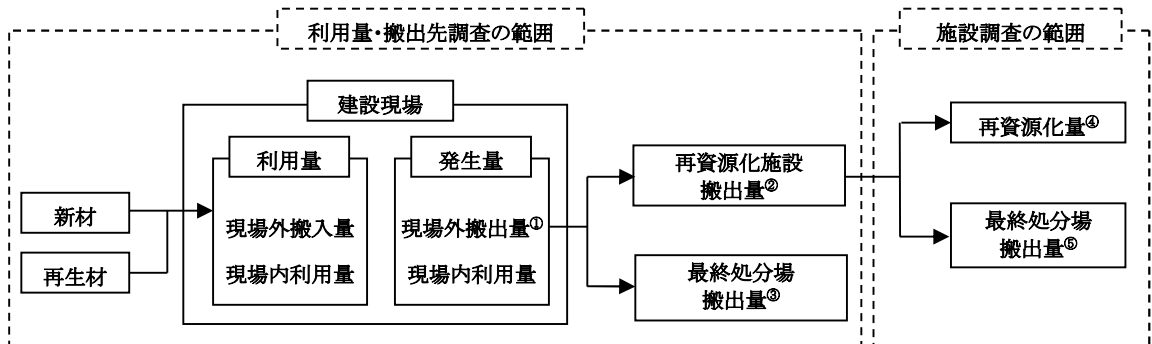 利用量・搬出先調査の範囲
施設調査の範囲
建設現場
利用量
発生量
新材
再生材
現場外搬入量
現場内利用量
現場外搬出量①
現場内利用量
再資源化施設
搬出量②
最終処分場
搬出量③
再資源化量④
最終処分場
搬出量⑤